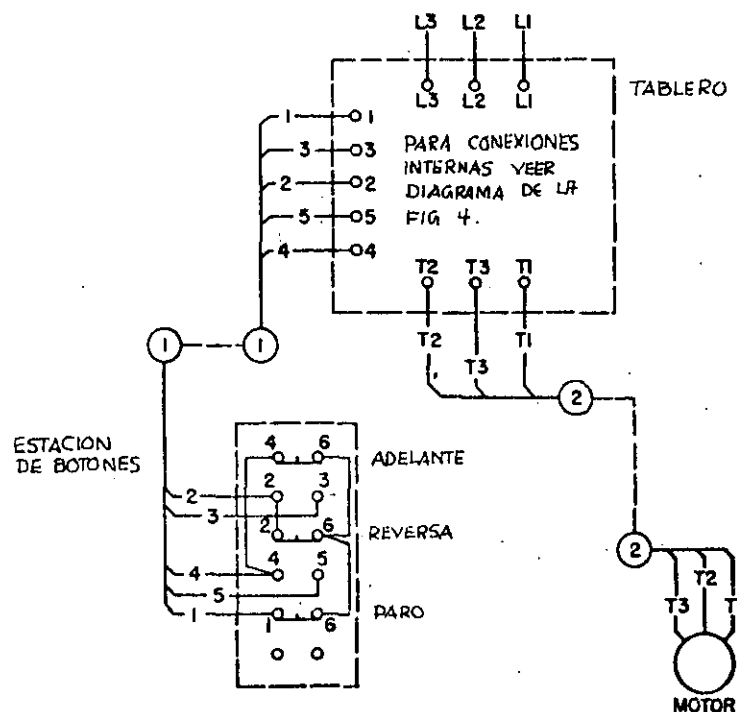 L3 L2 L1
L3 L2 L1
TABLERO
1 1
3 3
2 2
5 5
4 4
PARA CONEXIONES
INTERNAS VEER
DIAGRAMA DE LA
FIG 4.
T2 T3 T1
T2 T3 T1
1 1
2
ESTACION
DE BOTONES
4 6
ADELANTE
2 2 3
3
2 6
REVERSA
4 4 5
5
1 1 6
PARO
2
T3 T2 T
MOTOR